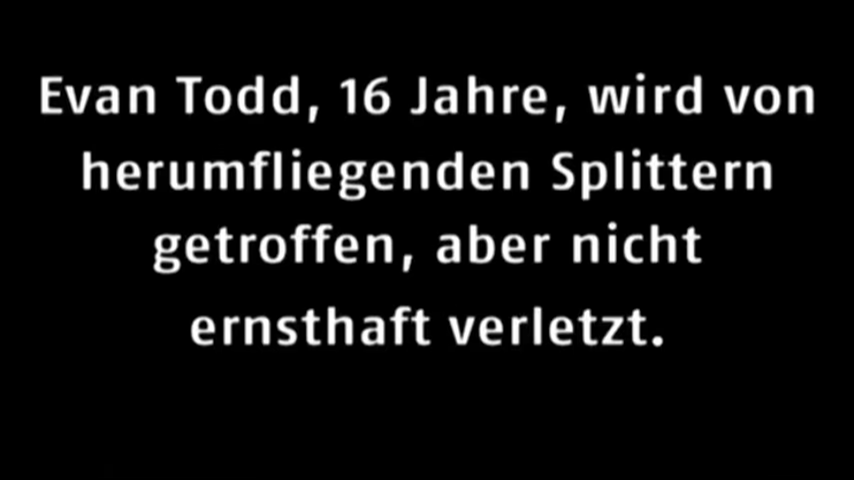 Evan Todd, 16 Jahre, wird von
herumfliegenden Splittern
getroffen, aber nicht
ernsthaft verletzt.